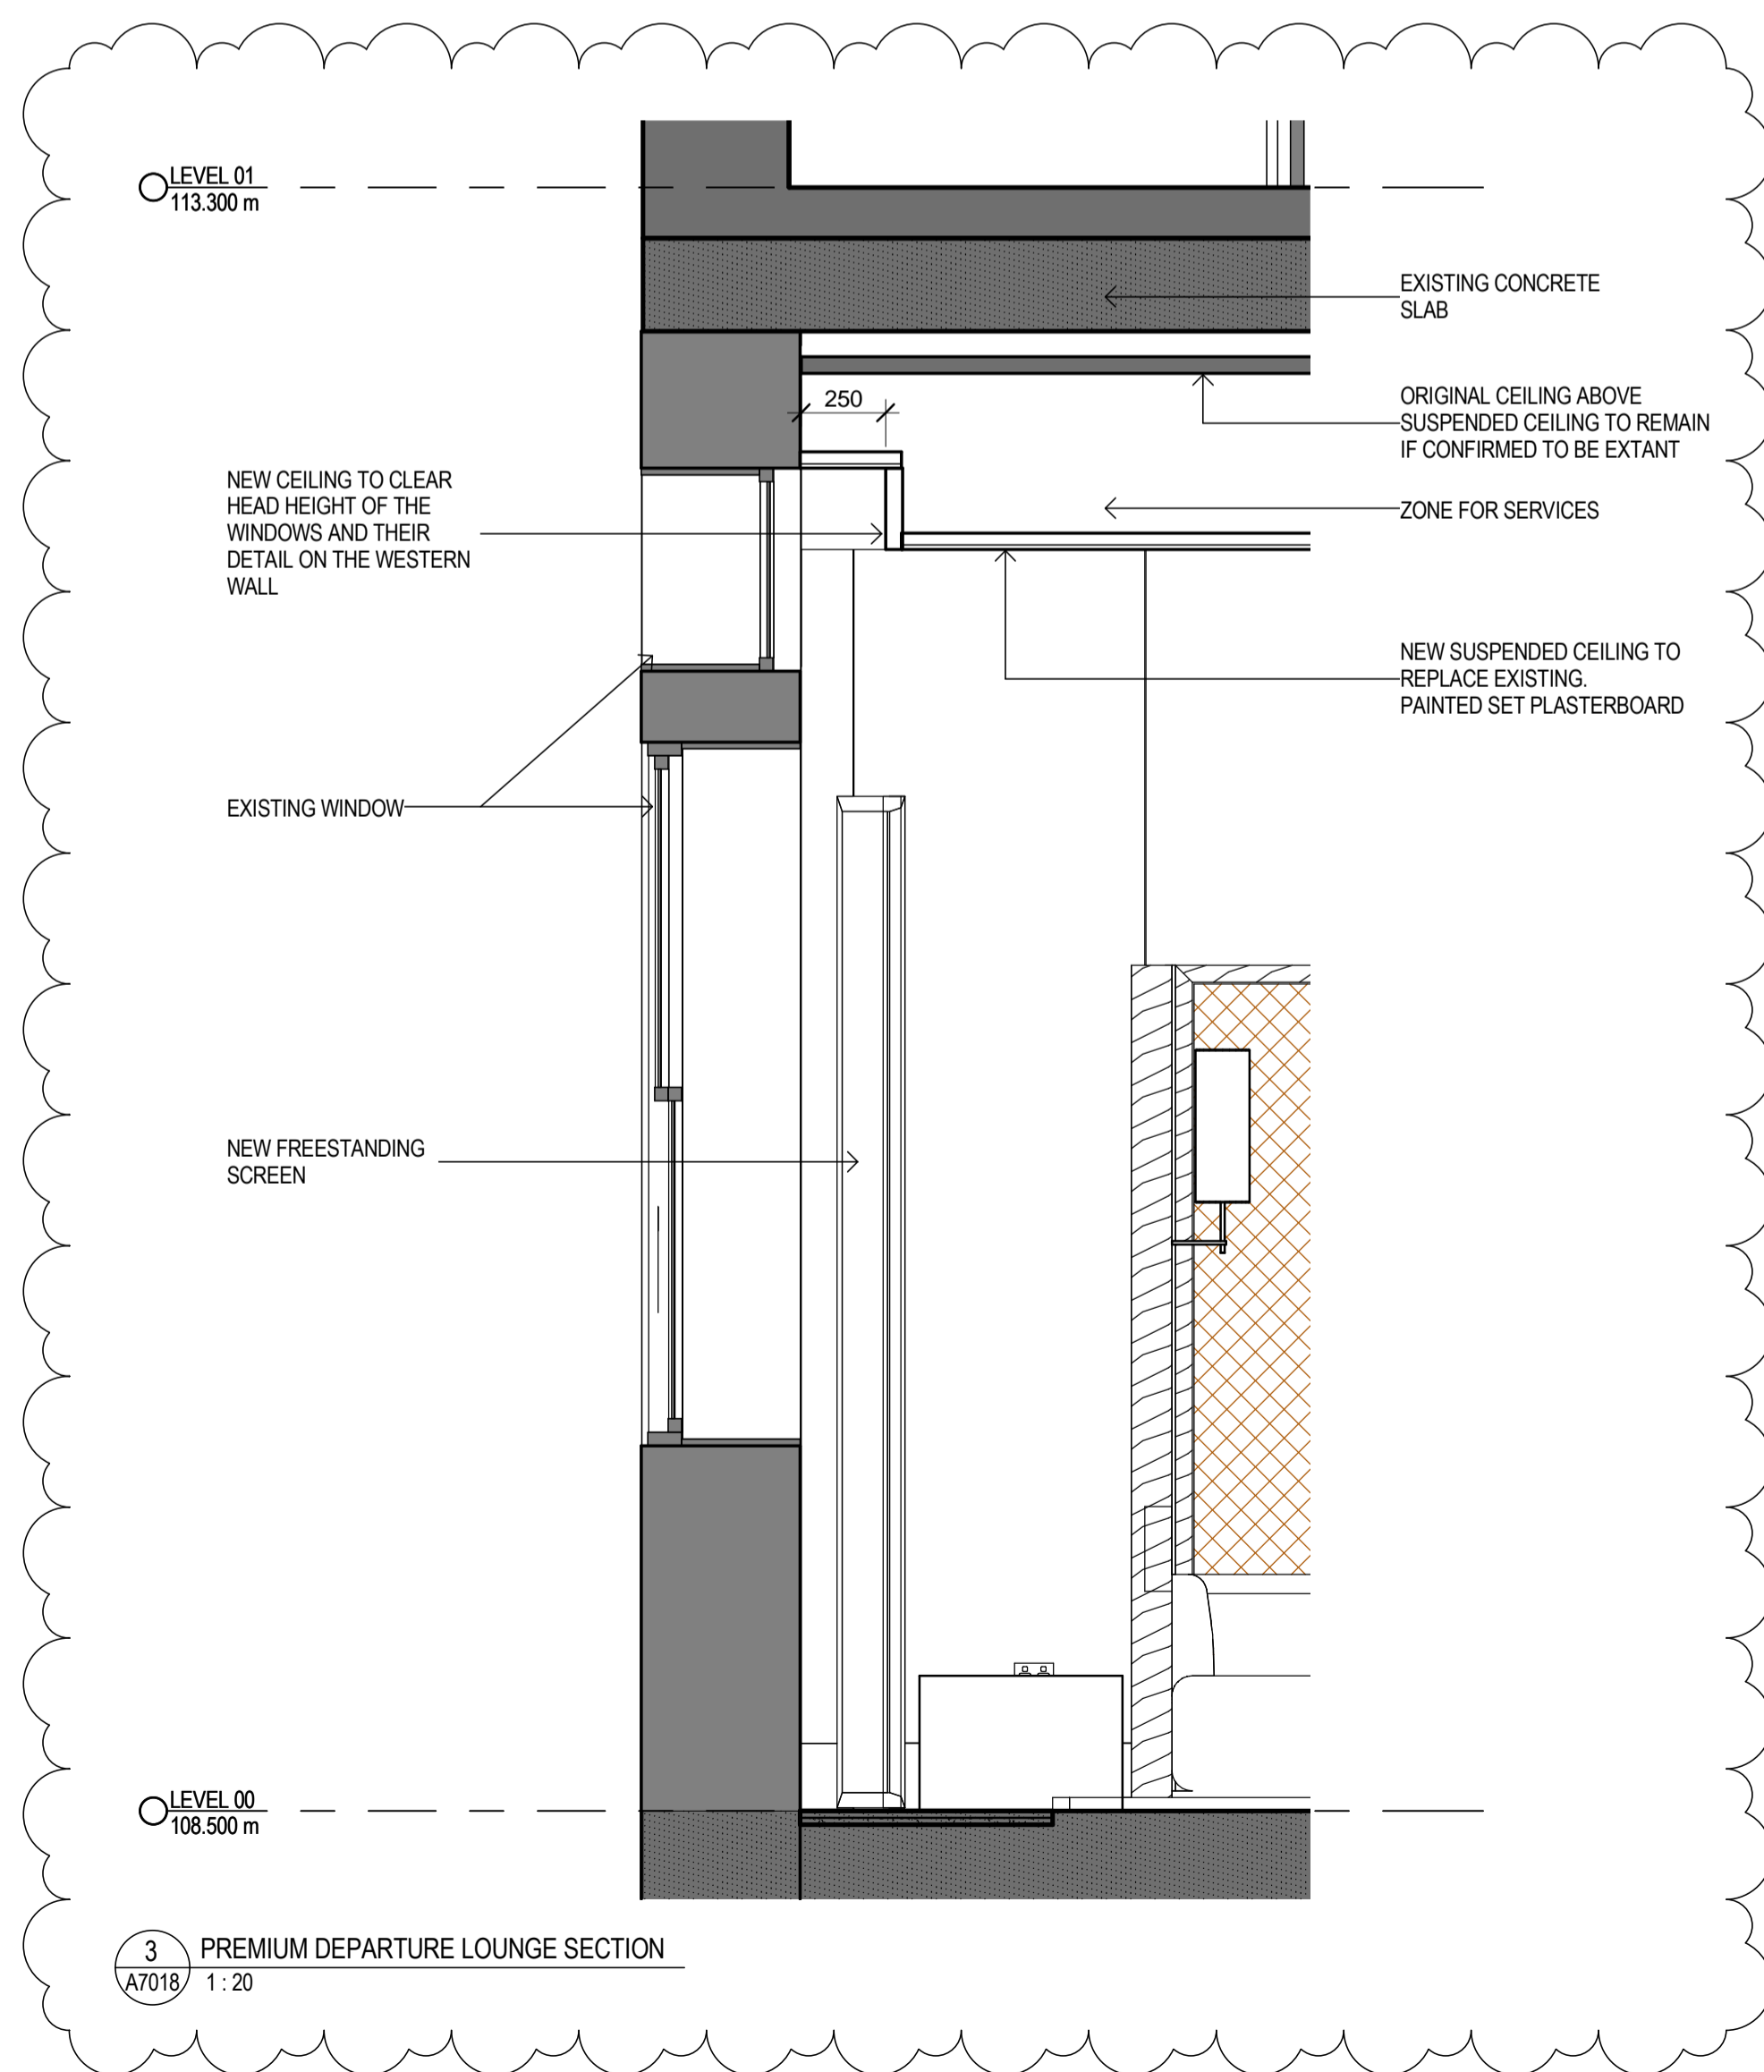 LEVEL 01
113.300 m
EXISTING CONCRETE
SLAB
250
ORIGINAL CEILING ABOVE
SUSPENDED CEILING TO REMAIN
IF CONFIRMED TO BE EXTANT
NEW CEILING TO CLEAR
HEAD HEIGHT OF THE
WINDOWS AND THEIR
DETAIL ON THE WESTERN
WALL
ZONE FOR SERVICES
NEW SUSPENDED CEILING TO
REPLACE EXISTING.
PAINTED SET PLASTERBOARD
EXISTING WINDOW
NEW FREESTANDING
SCREEN
LEVEL 00
108.500 m
3
A7018
PREMIUM DEPARTURE LOUNGE SECTION
1 : 20